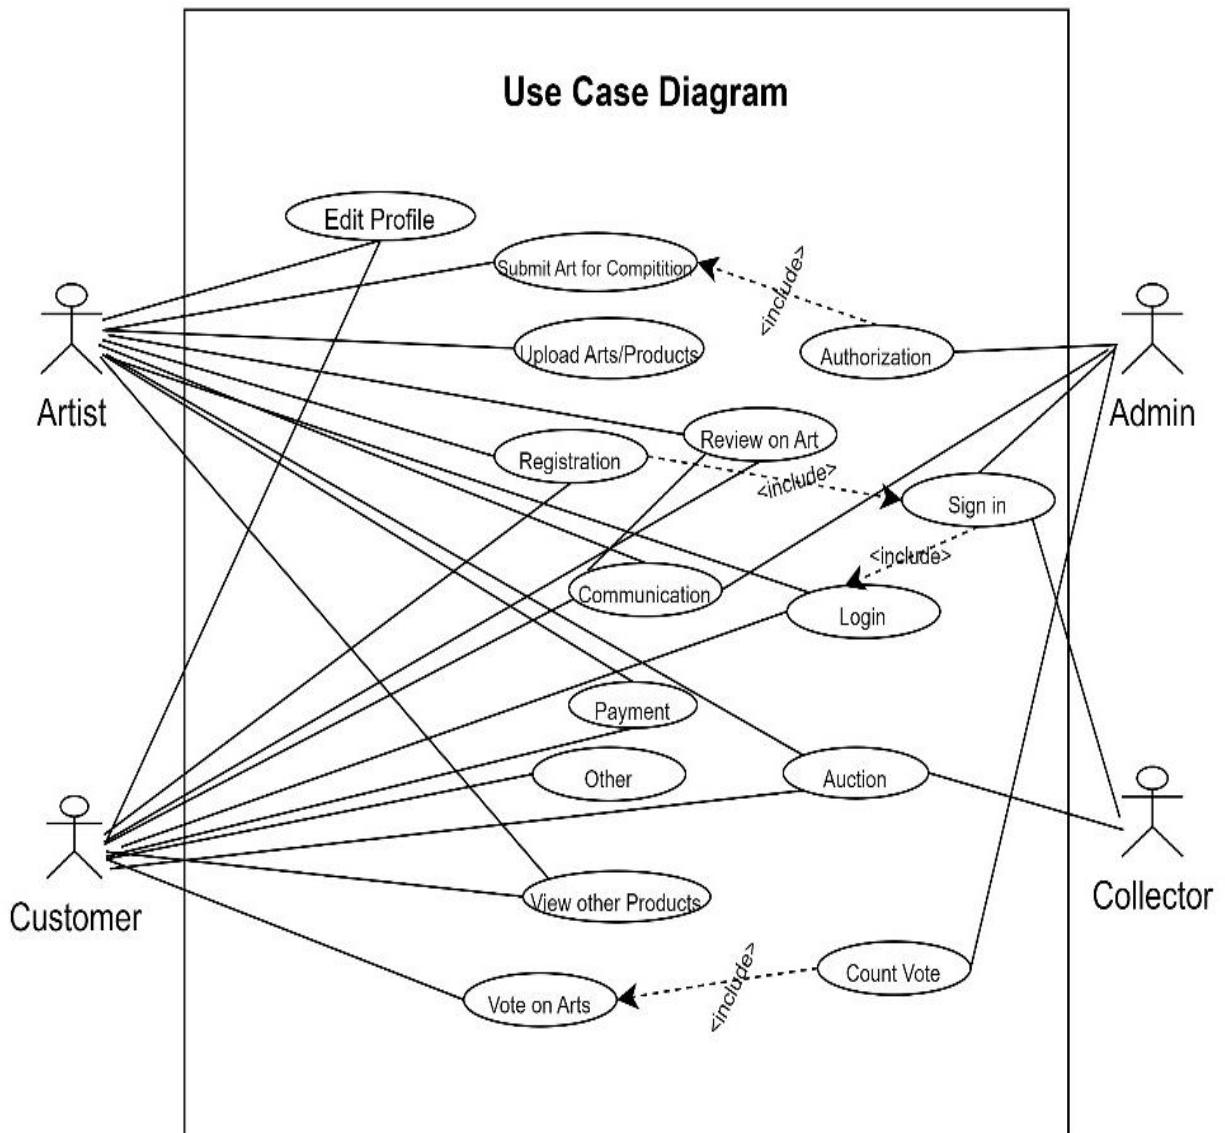 Use Case Diagram
Edit Profile
Submit Art for Compitition
<include>
Upload Arts/Products
Authorization
Artist
Admin
Review on Art
Registration
<include>
Sign in
<include>
Communication
Login
Payment
Other
Auction
Customer
Collector
View other Products
Count Vote
<include>
Vote on Arts